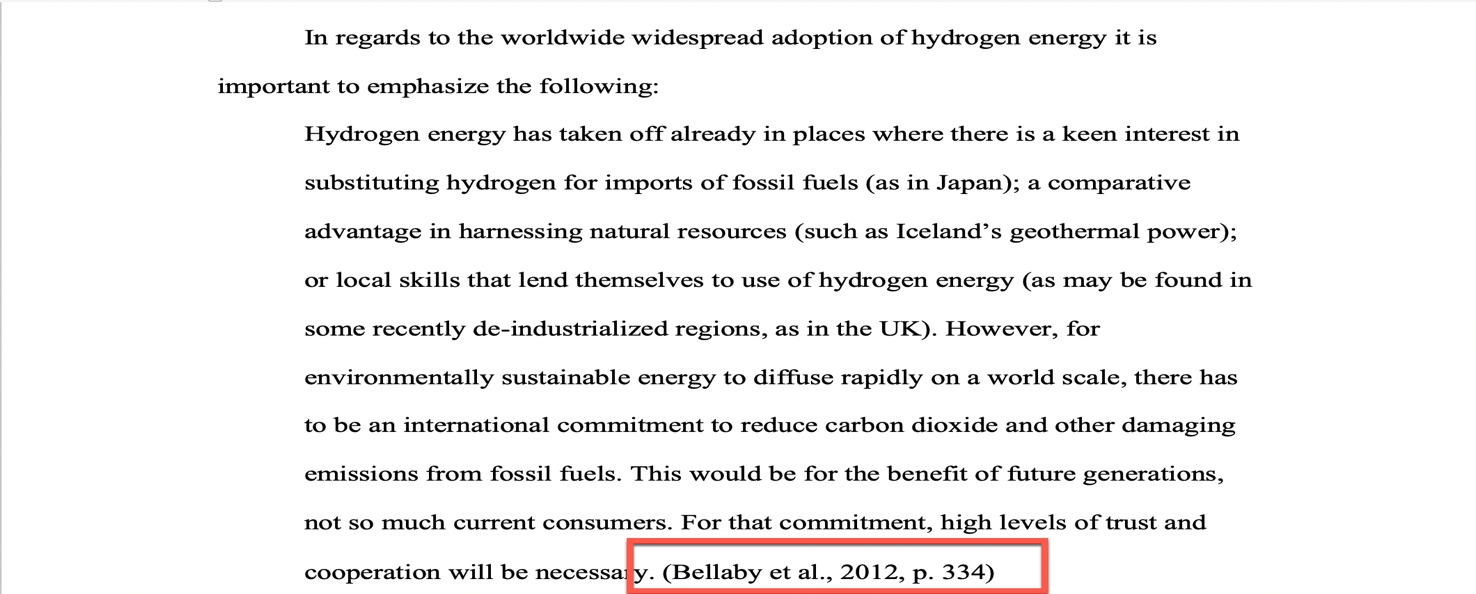 In regards to the worldwide widespread adoption of hydrogen energy it is
important to emphasize the following:
Hydrogen energy has taken off already in places where there is a keen interest in
substituting hydrogen for imports of fossil fuels (as in Japan); a comparative
advantage in harnessing natural resources (such as Iceland’s geothermal power);
or local skills that lend themselves to use of hydrogen energy (as may be found in
some recently de-industrialized regions, as in the UK). However, for
environmentally sustainable energy to diffuse rapidly on a world scale, there has
to be an international commitment to reduce carbon dioxide and other damaging
emissions from fossil fuels. This would be for the benefit of future generations,
not so much current consumers. For that commitment, high levels of trust and
cooperation will be necessary. (Bellaby et al., 2012, p. 334)